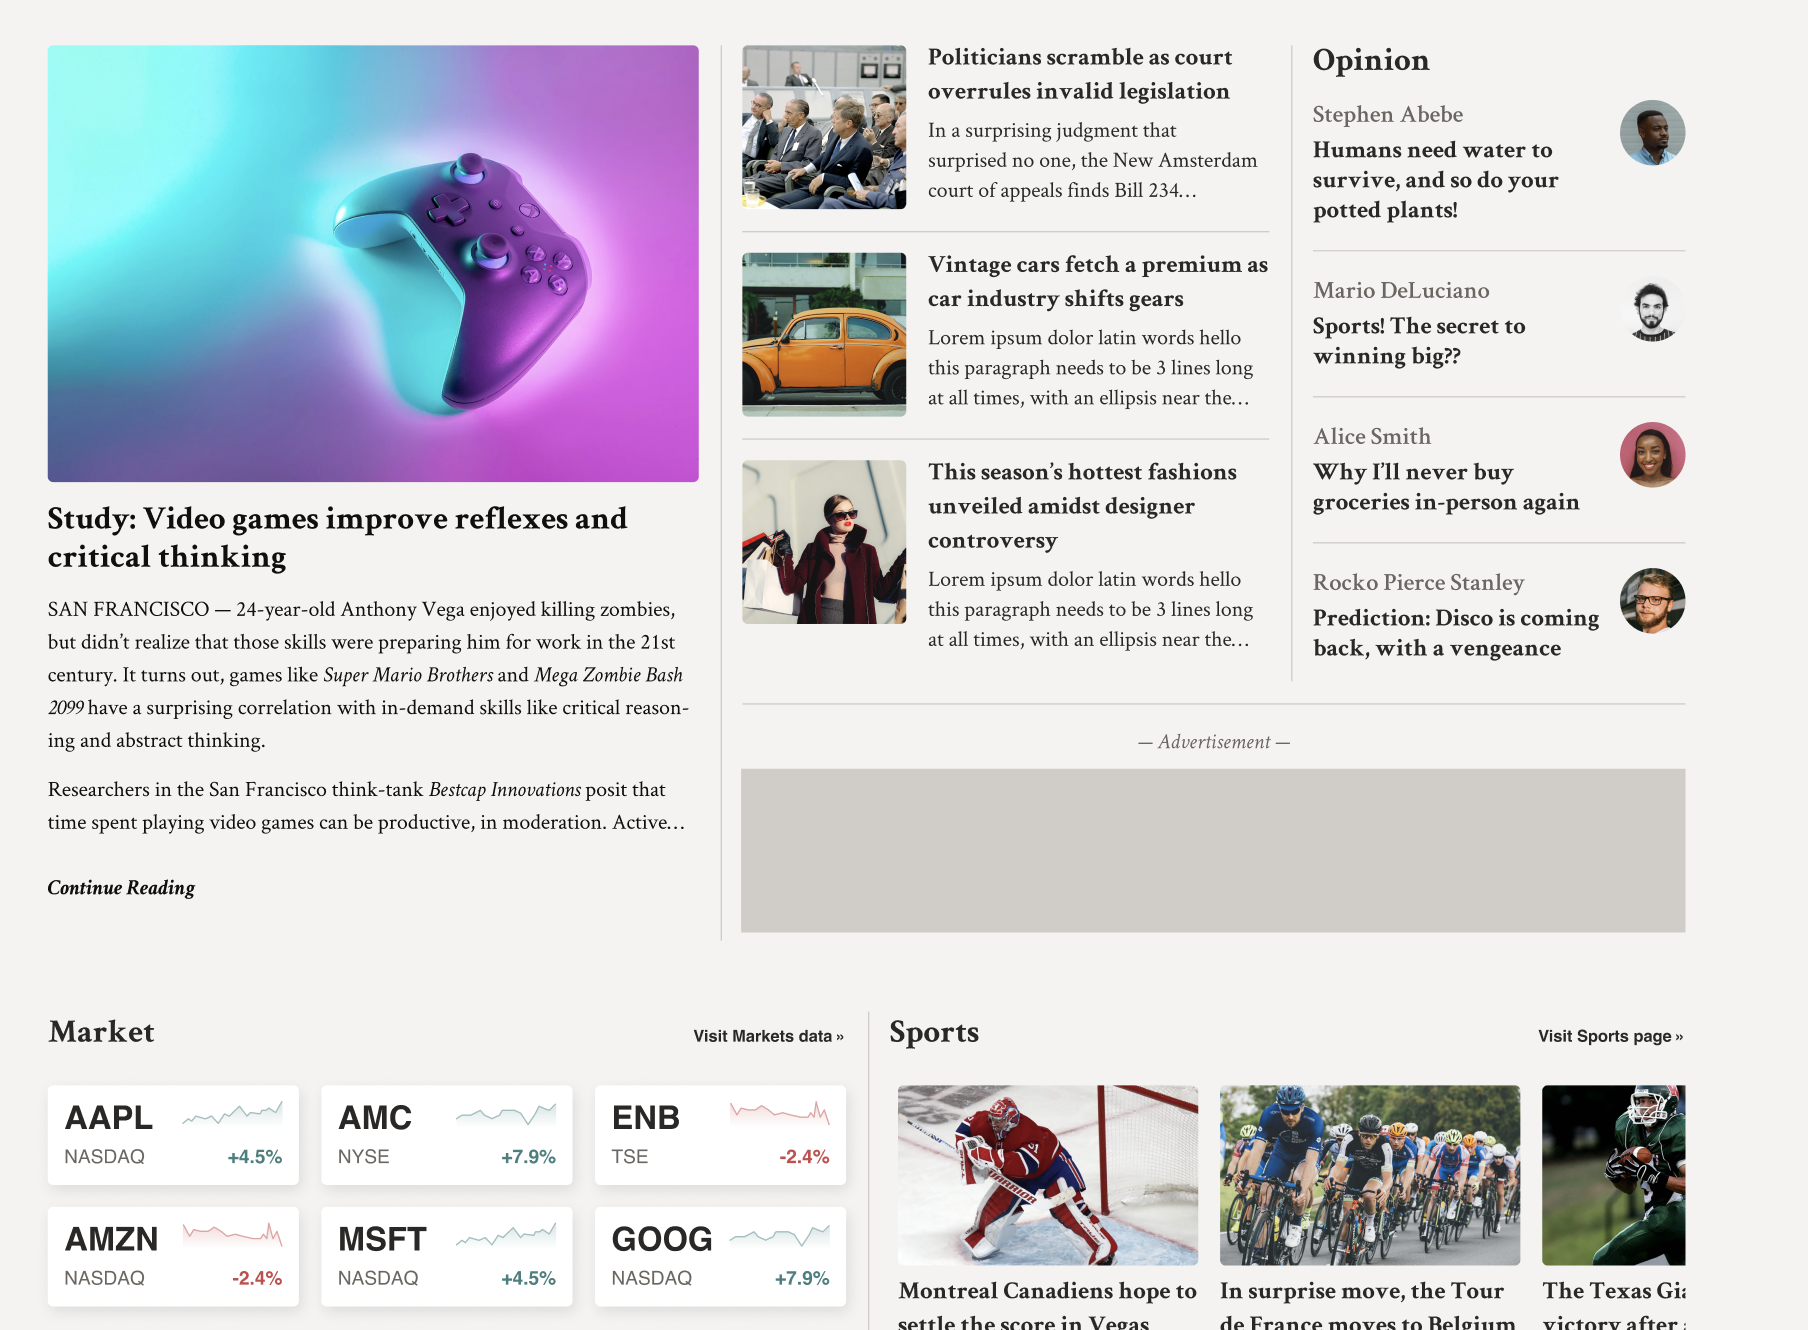 Study: Video games improve reflexes and
critical thinking
SAN FRANCISCO — 24-year-old Anthony Vega enjoyed killing zombies,
but didn’t realize that those skills were preparing him for work in the 21st
century. It turns out, games like Super Mario Brothers and Mega Zombie Bash
2099 have a surprising correlation with in-demand skills like critical reason-
ing and abstract thinking.
Researchers in the San Francisco think-tank Bestcap Innovations posit that
time spent playing video games can be productive, in moderation. Active…
Continue Reading
Politicians scramble as court
overrules invalid legislation
In a surprising judgment that
surprised no one, the New Amsterdam
court of appeals finds Bill 234…
Vintage cars fetch a premium as
car industry shifts gears
Lorem ipsum dolor latin words hello
this paragraph needs to be 3 lines long
at all times, with an ellipsis near the…
This season’s hottest fashions
unveiled amidst designer
controversy
Lorem ipsum dolor latin words hello
this paragraph needs to be 3 lines long
at all times, with an ellipsis near the…
Opinion
Stephen Abebe
Humans need water to
survive, and so do your
potted plants!
Mario DeLuciano
Sports! The secret to
winning big??
Alice Smith
Why I’ll never buy
groceries in-person again
Rocko Pierce Stanley
Prediction: Disco is coming
back, with a vengeance
— Advertisement —
Market
Visit Markets data »
AAPL
NASDAQ +4.5%
AMC
NYSE +7.9%
ENB
TSE -2.4%
AMZN
NASDAQ -2.4%
MSFT
NASDAQ +4.5%
GOOG
NASDAQ +7.9%
Sports
Visit Sports page »
WARRIOR
Montreal Canadiens hope to
settle the score in Vegas
In surprise move, the Tour
de France moves to Belgium
The Texas
victory after